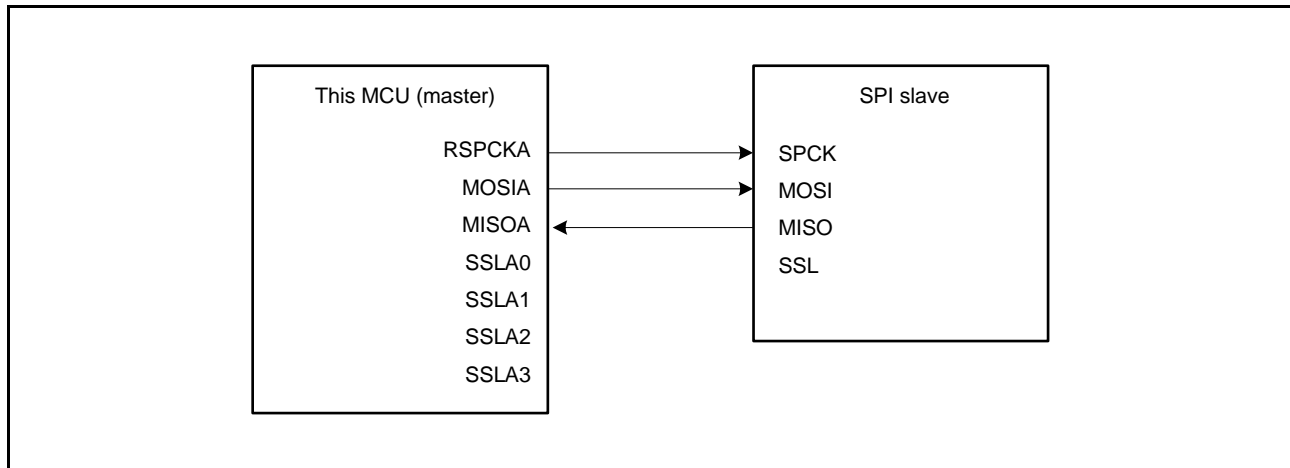 This MCU (master)
RSPCKA
MOSIA
MISOA
SSLA0
SSLA1
SSLA2
SSLA3
SPI slave
SPCK
MOSI
MISO
SSL